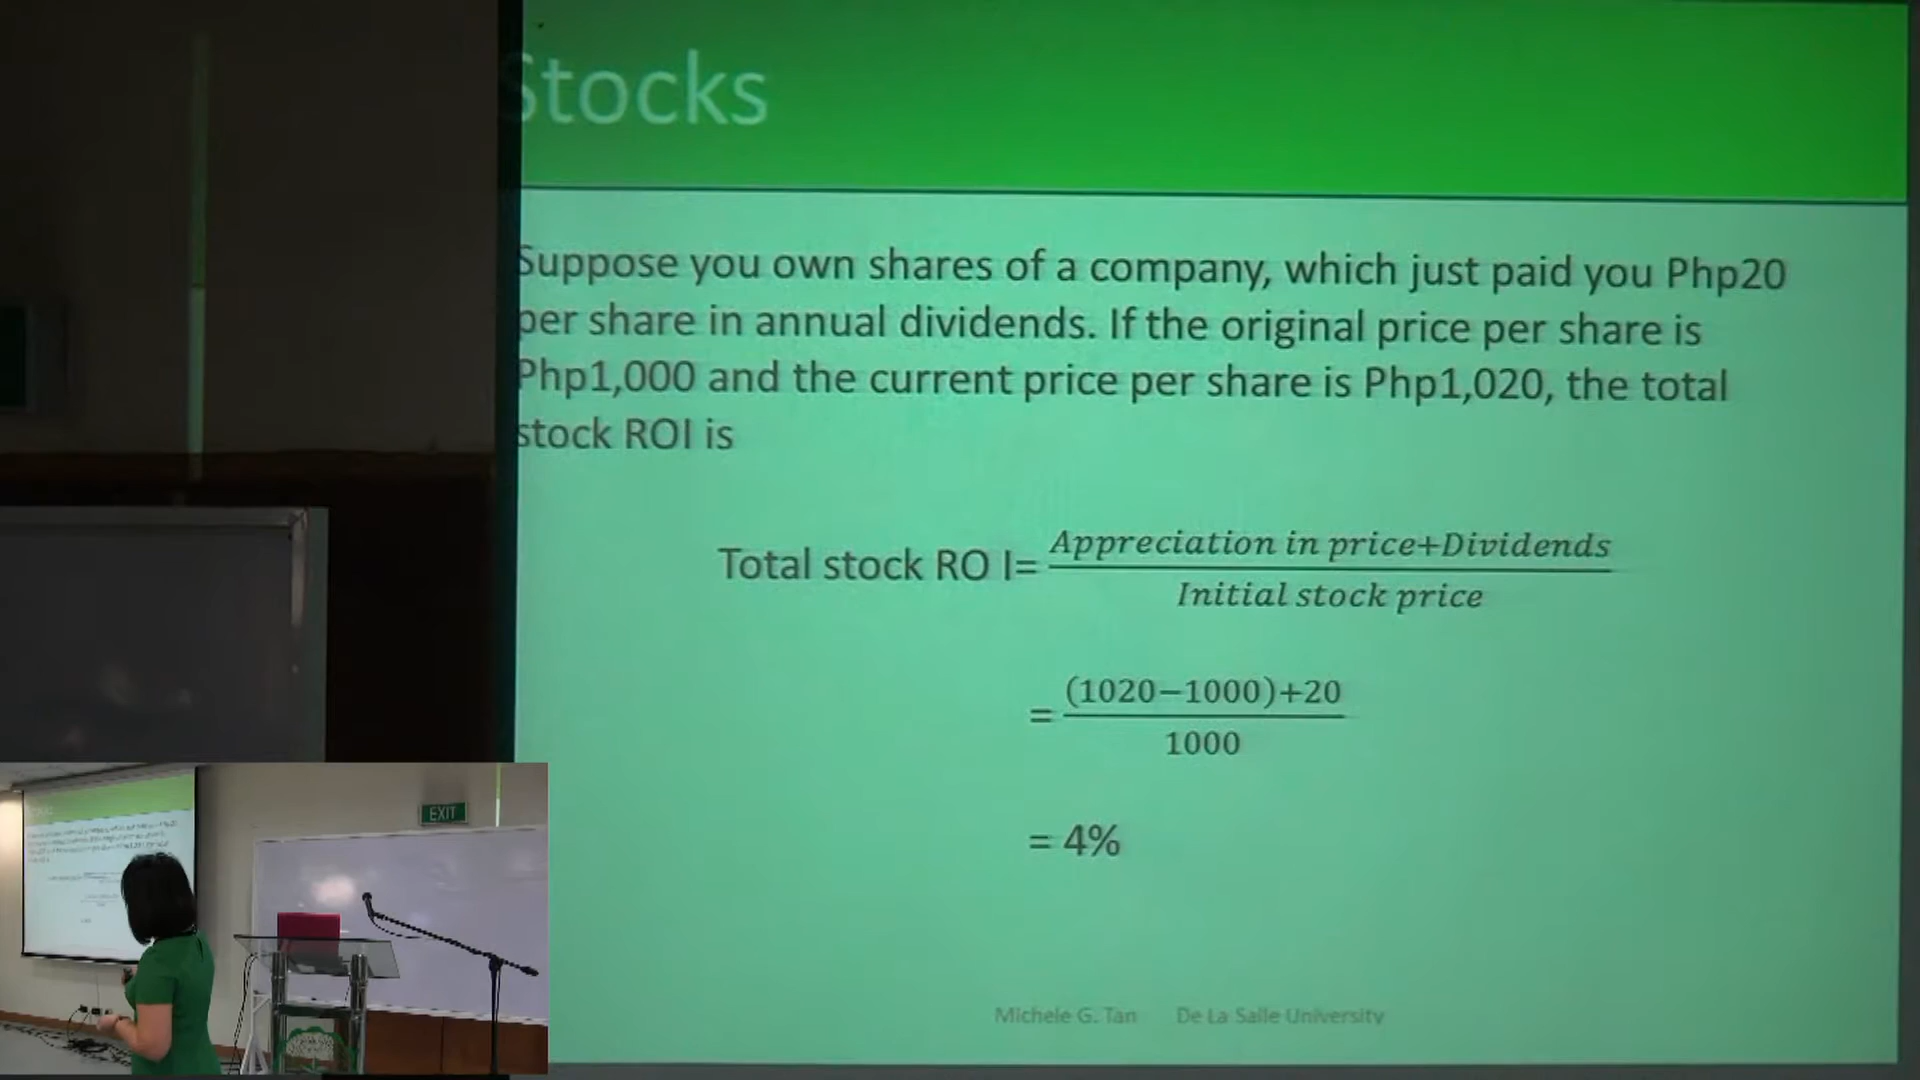 Stocks
Suppose you own shares of a company, which just paid you Php20
per share in annual dividends. If the original price per share is
Php1,000 and the current price per share is Php1,020, the total
stock ROI is
Total stock RO I= Appreciation in price+Dividends
Initial stock price
= (1020−1000)+20
1000
= 4%
Michele G. Tan De La Salle University
EXIT